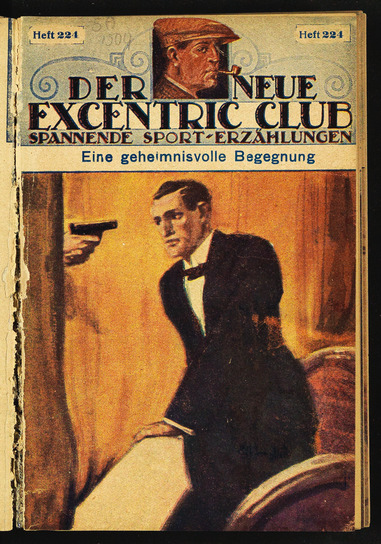 Heft 224
Heft 224
DER NEUE
EXCENTRIC CLUB
SPANNENDE SPORT-ERZÄHLUNGEN
Eine geheimnisvolle Begegnung